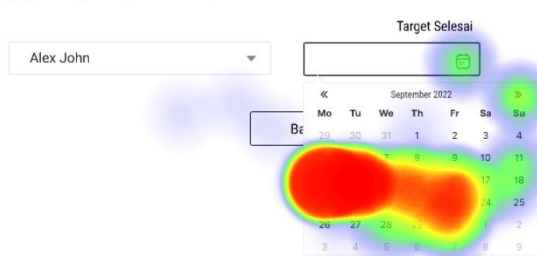 Target Selesai
Alex John
« September 2022 »
Mo Tu We Th Fr Sa Su
29 30 31 1 2 3 4
Ba
7 8 9 10 11
17 18
24 25
26 27 28 29 1 2
3 4 5 6 7 8 9